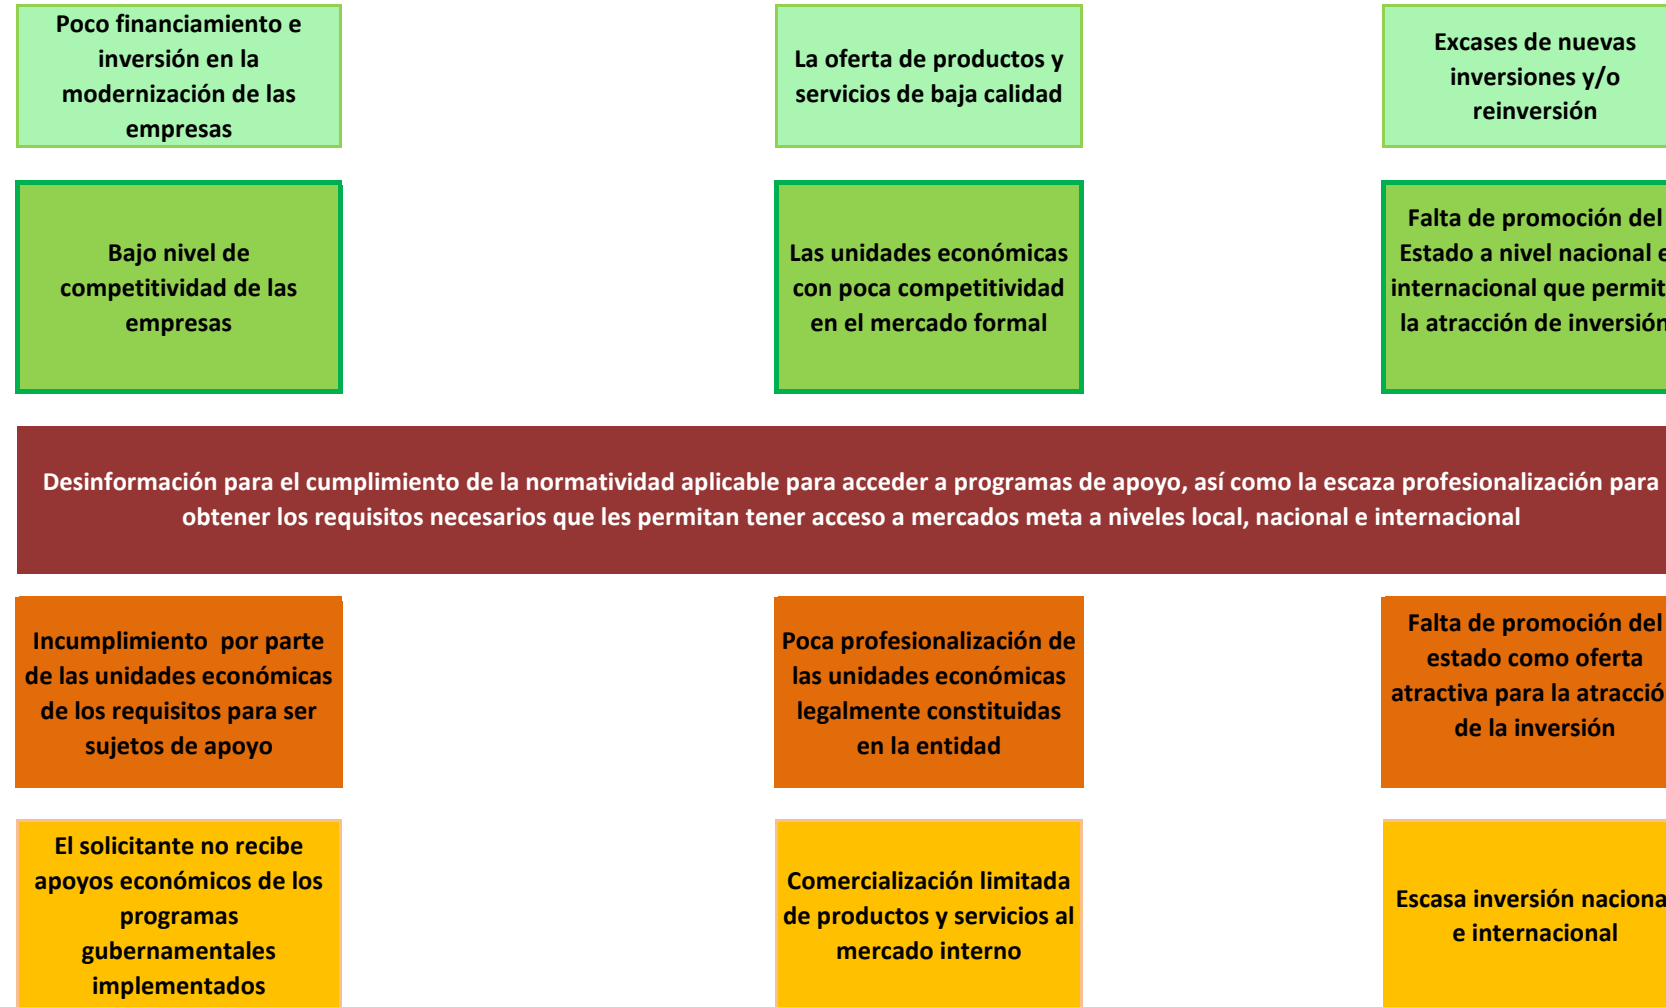 Poco financiamiento e
inversión en la
modernización de las
empresas
La oferta de productos y
servicios de baja calidad
Excases de nuevas
inversiones y/o
reinversión
Bajo nivel de
competitividad de las
empresas
Las unidades económicas
con poca competitividad
en el mercado formal
Falta de promoción del
Estado a nivel nacional e
internacional que permit
la atracción de inversión
Desinformación para el cumplimiento de la normatividad aplicable para acceder a programas de apoyo, así como la escaza profesionalización para
obtener los requisitos necesarios que les permitan tener acceso a mercados meta a niveles local, nacional e internacional
Incumplimiento por parte
de las unidades económicas
de los requisitos para ser
sujetos de apoyo
Poca profesionalización de
las unidades económicas
legalmente constituidas
en la entidad
Falta de promoción del
estado como oferta
atractiva para la atracció
de la inversión
El solicitante no recibe
apoyos económicos de los
programas
gubernamentales
implementados
Comercialización limitada
de productos y servicios al
mercado interno
Escasa inversión naciona
e internacional